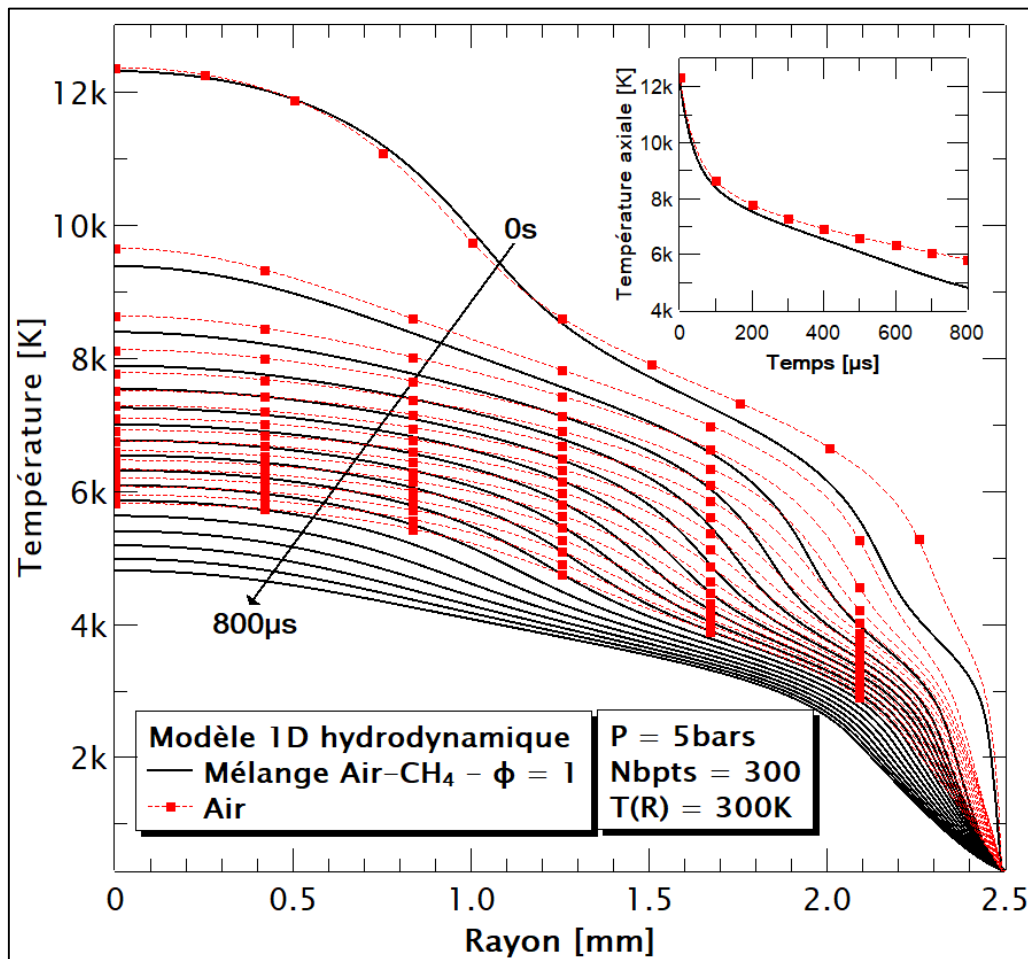 Température [K]
12k
10k
8k
6k
4k
2k
0s
800µs
Température axiale [K]
12k
10k
8k
6k
4k
0 200 400 600 800
Temps [µs]
Modèle 1D hydrodynamique
Mélange Air-CH₄ - ϕ = 1
Air
P = 5bars
Nbpts = 300
T(R) = 300K
0 0.5 1.0 1.5 2.0 2.5
Rayon [mm]